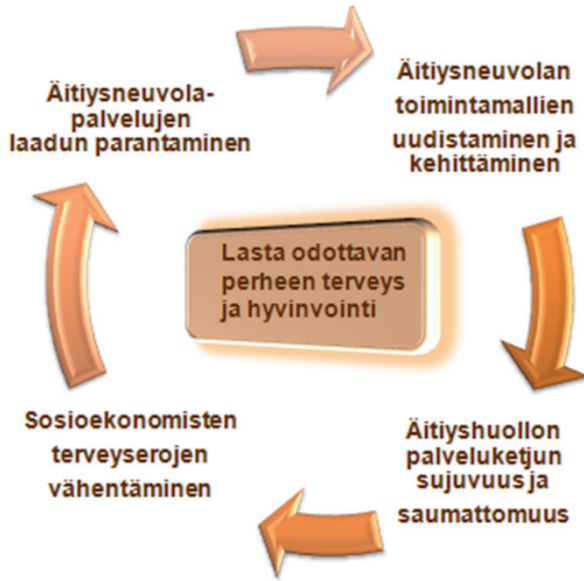 Äitiysneuvola-
palvelujen
laadun parantaminen
Äitiysneuvolan
toimintamallien
uudistaminen ja
kehittäminen
Lasta odottavan
perheen terveys
ja hyvinvointi
Sosioekonomisten
terveyserojen
vähentäminen
Äitiyshuollon
palveluketjun
sujuvuus ja
saumattomuus